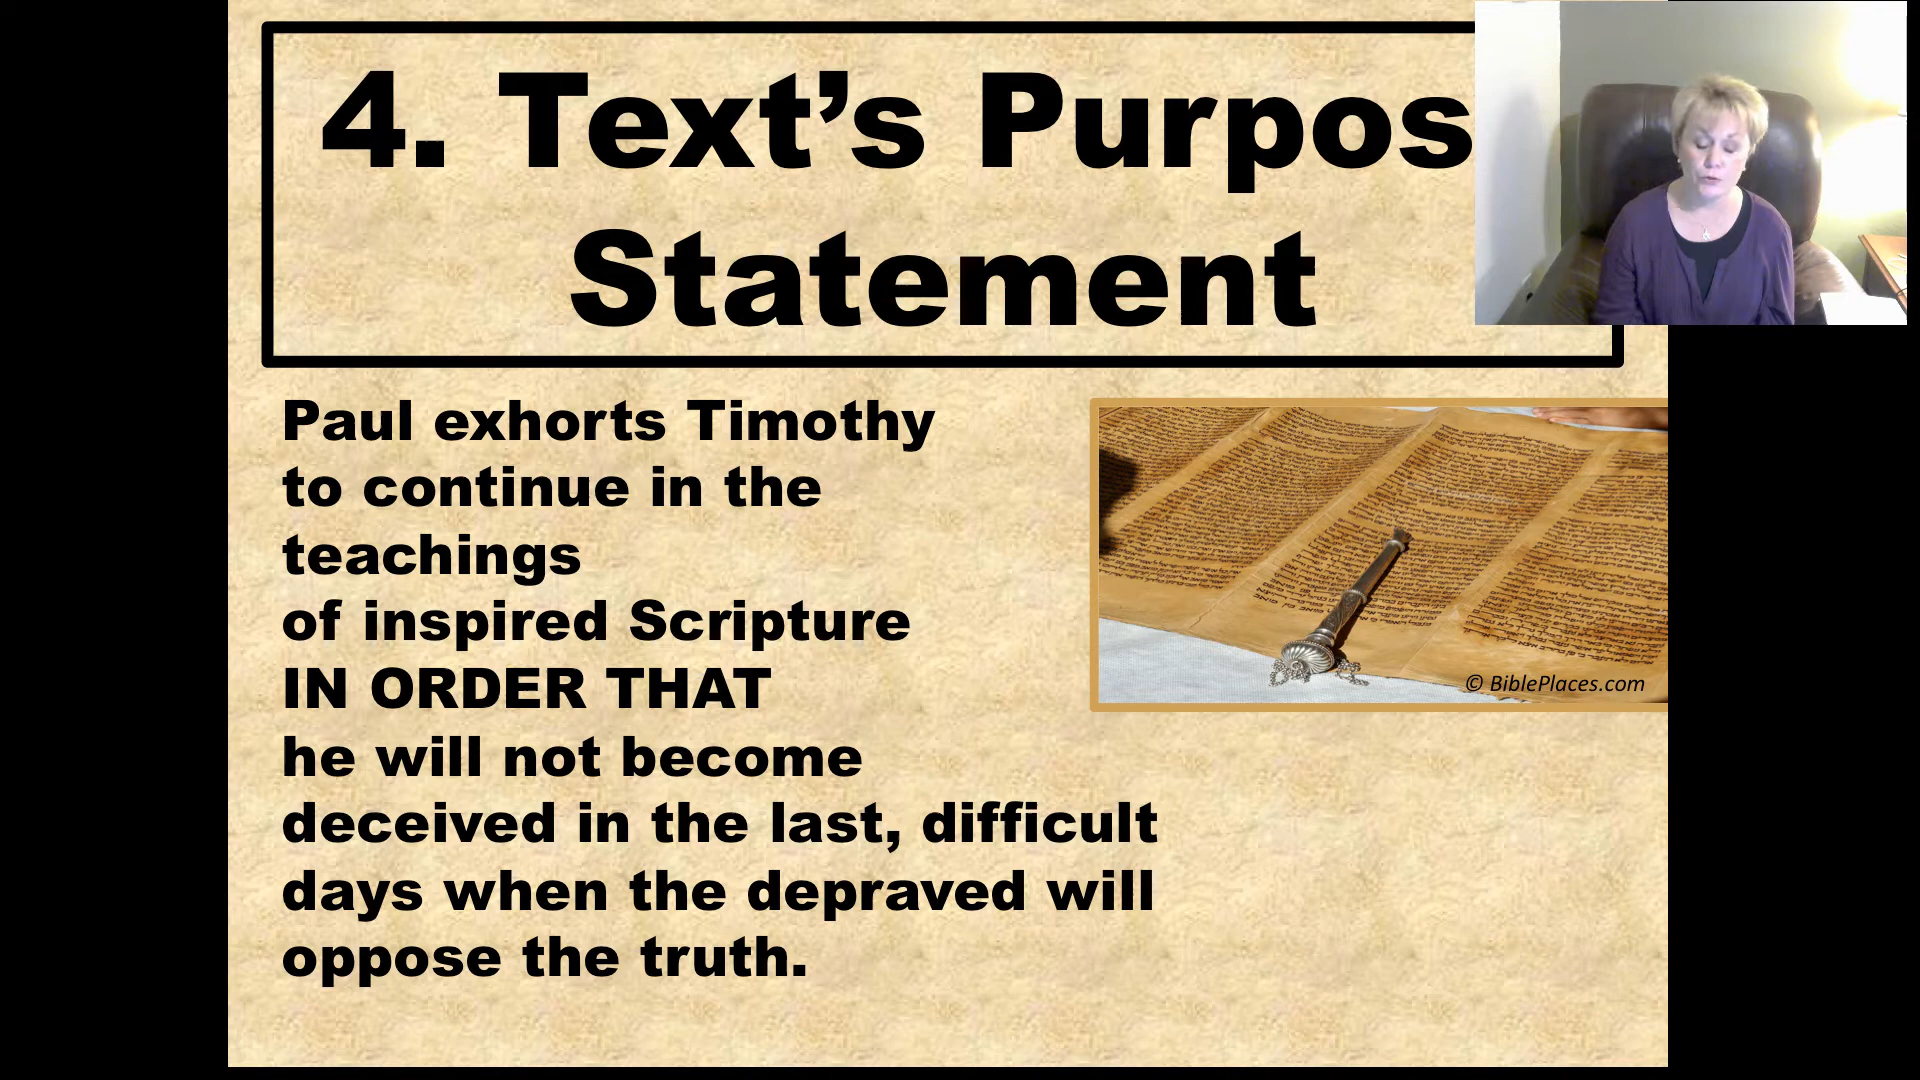 4. Text’s Purpos
Statement
Paul exhorts Timothy
to continue in the
teachings
of inspired Scripture
IN ORDER THAT
he will not become
deceived in the last, difficult
days when the depraved will
oppose the truth.
© BiblePlaces.com